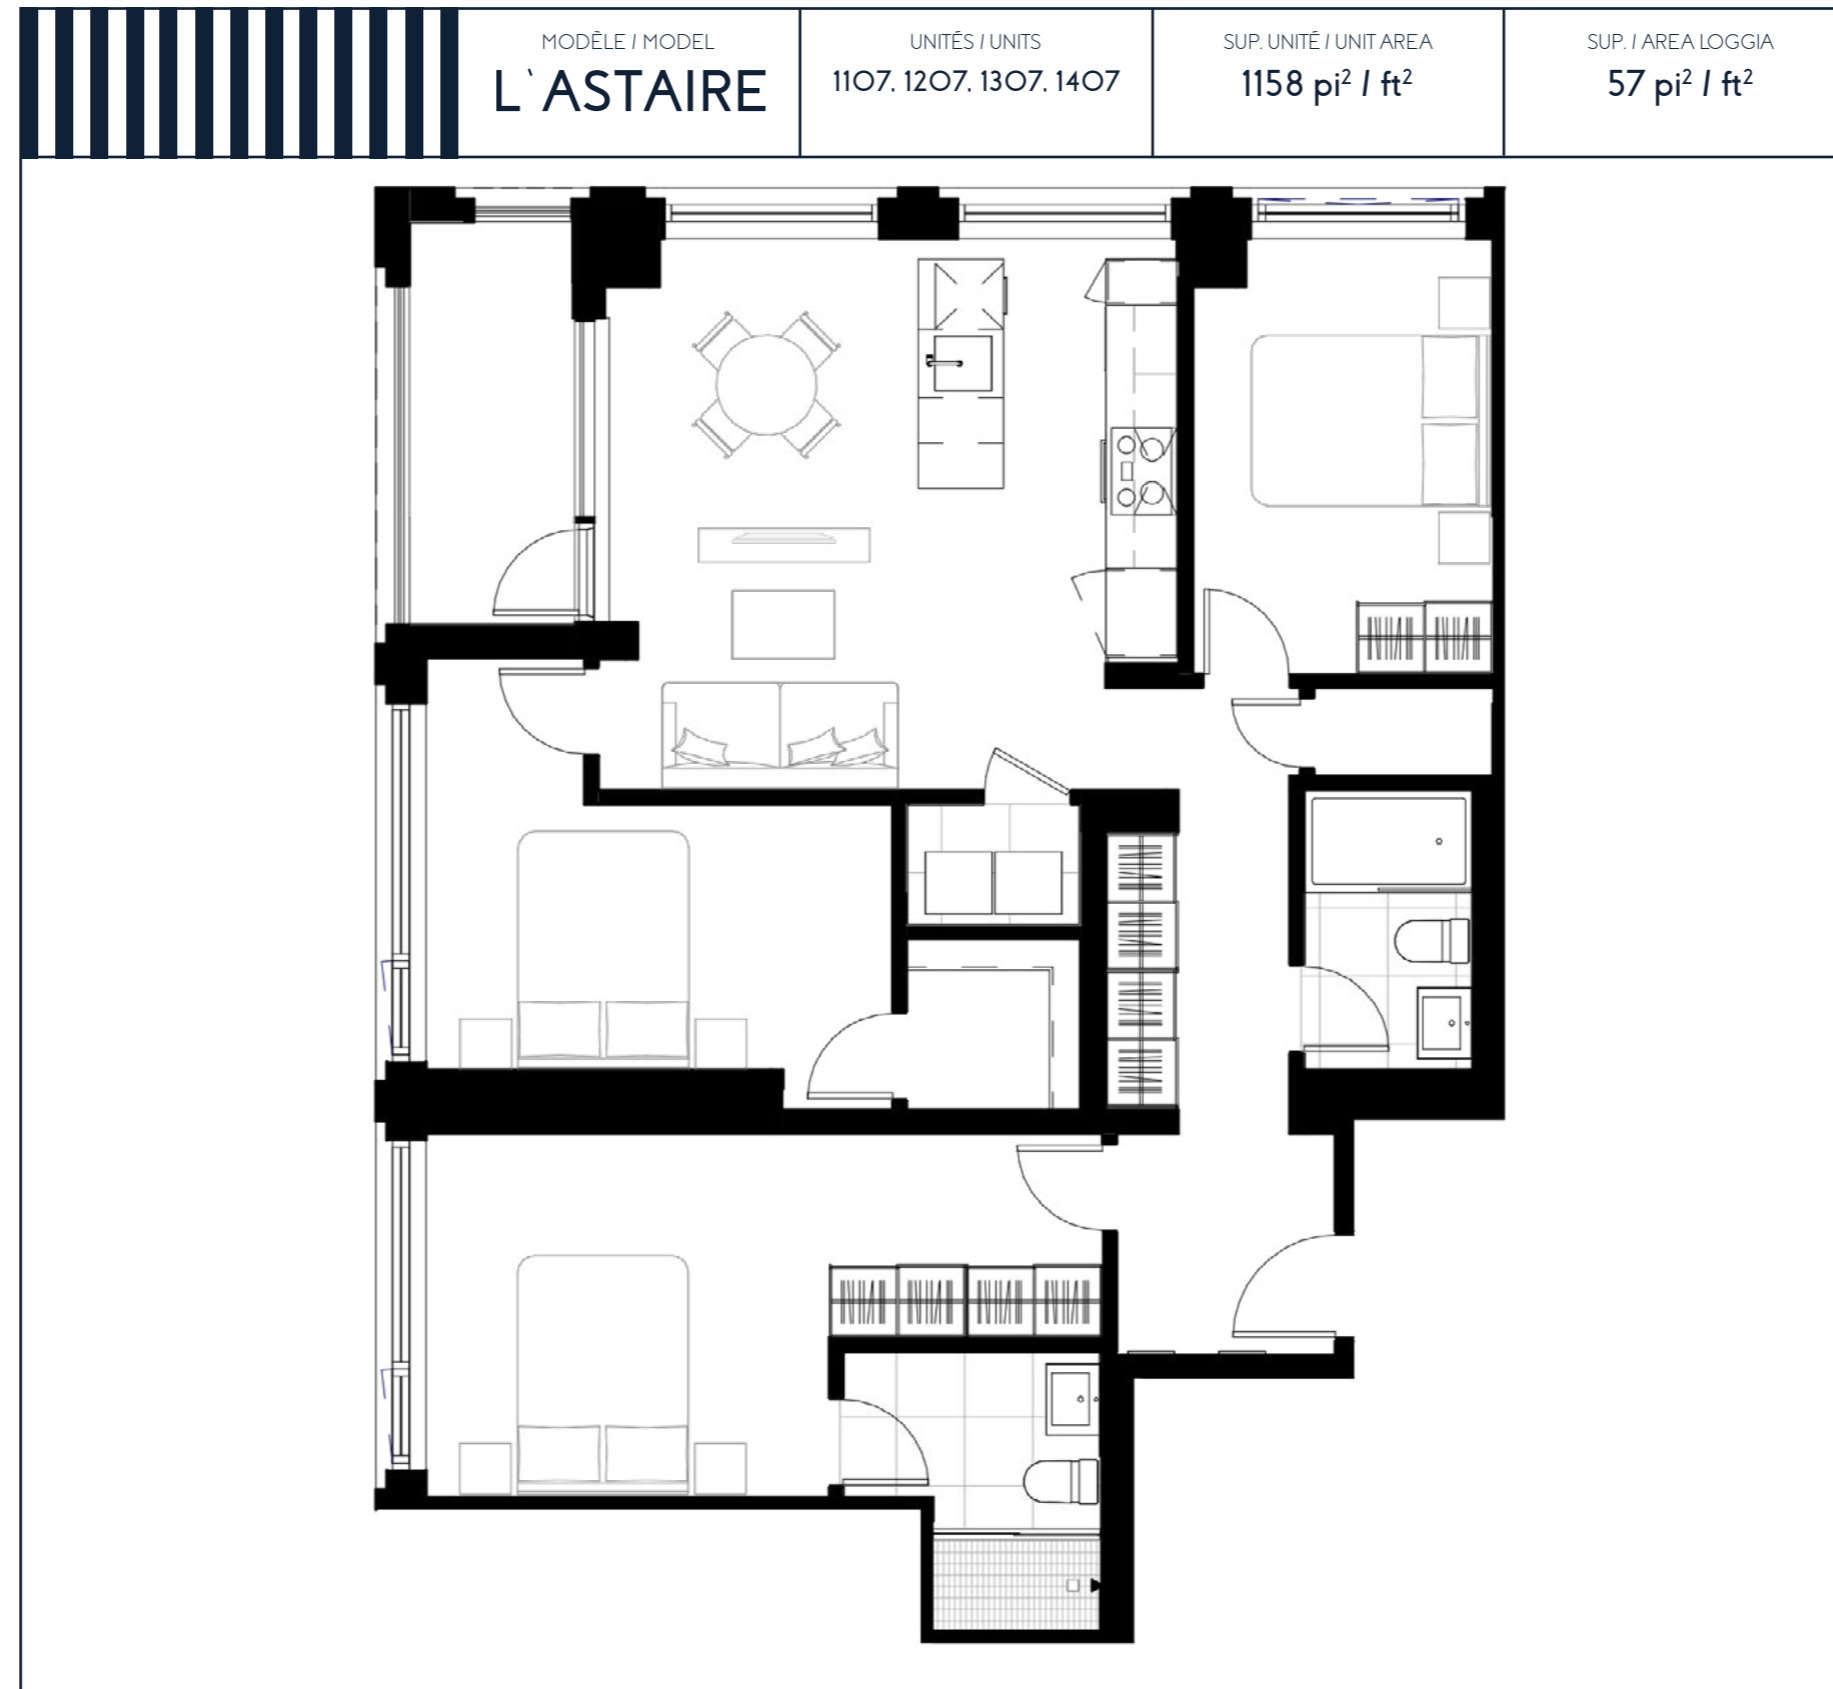 MODÈLE / MODEL
L`ASTAIRE
UNITÉS / UNITS
1107, 1207, 1307, 1407
SUP. UNITÉ / UNIT AREA
1158 pi² / ft²
SUP. / AREA LOGGIA
57 pi² / ft²